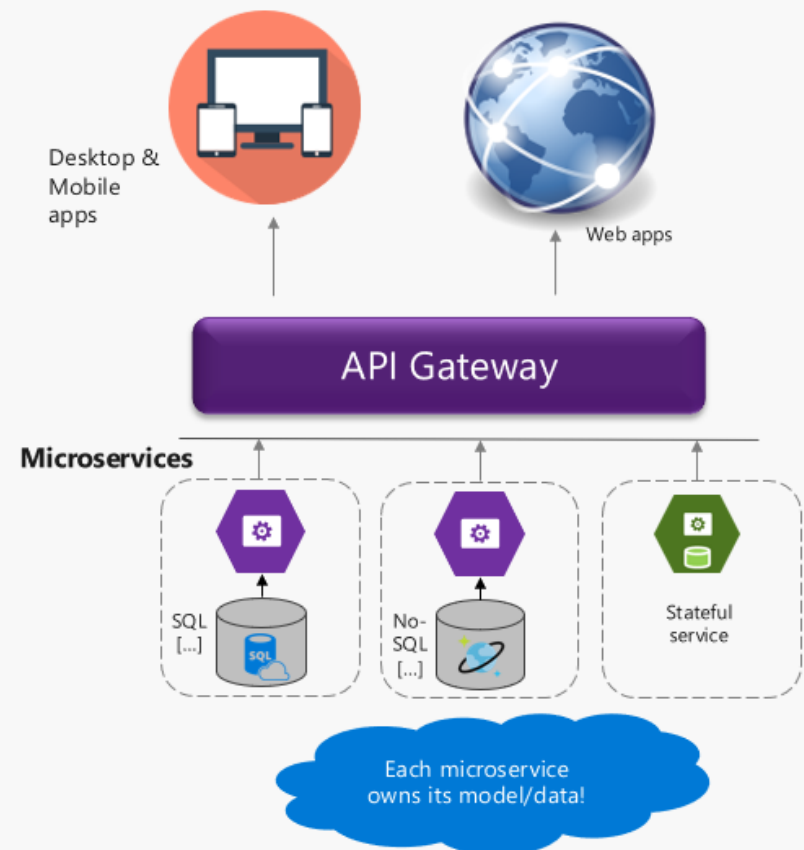 Desktop &
Mobile
apps
Web apps
API Gateway
Microservices
SQL
[...]
SQL
No-
SQL
[...]
Stateful
service
Each microservice
owns its model/data!